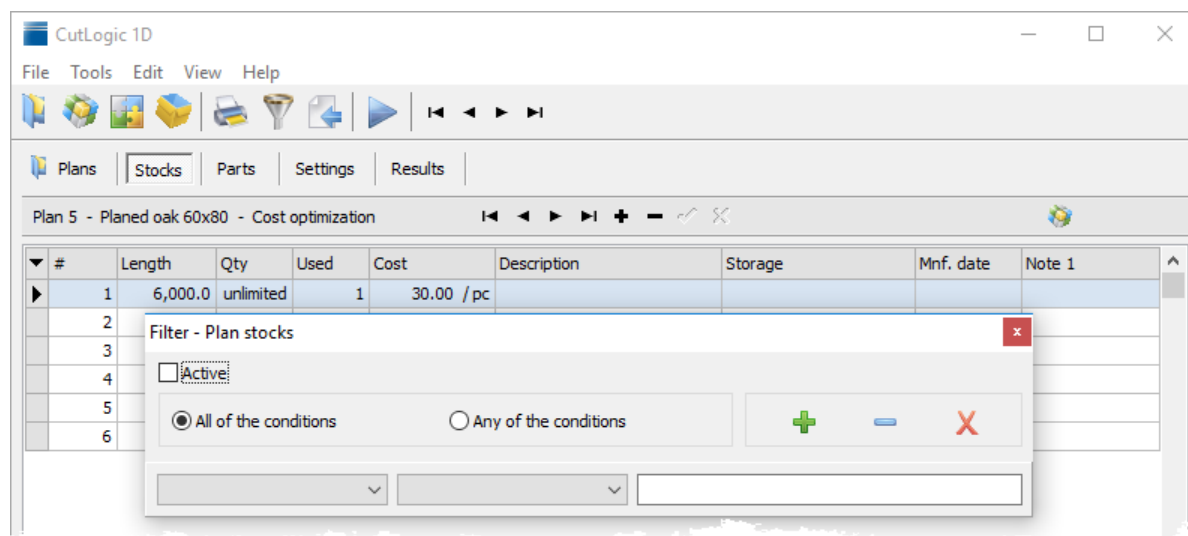 CutLogic 1D
File Tools Edit View Help
Plans Stocks Parts Settings Results
Plan 5 - Planed oak 60x80 - Cost optimization
# Length Qty Used Cost Description Storage Mnf. date Note 1
1 6,000.0 unlimited 1 30.00 / pc
2
Filter - Plan stocks
x
3
Active
4
5
All of the conditions Any of the conditions
6